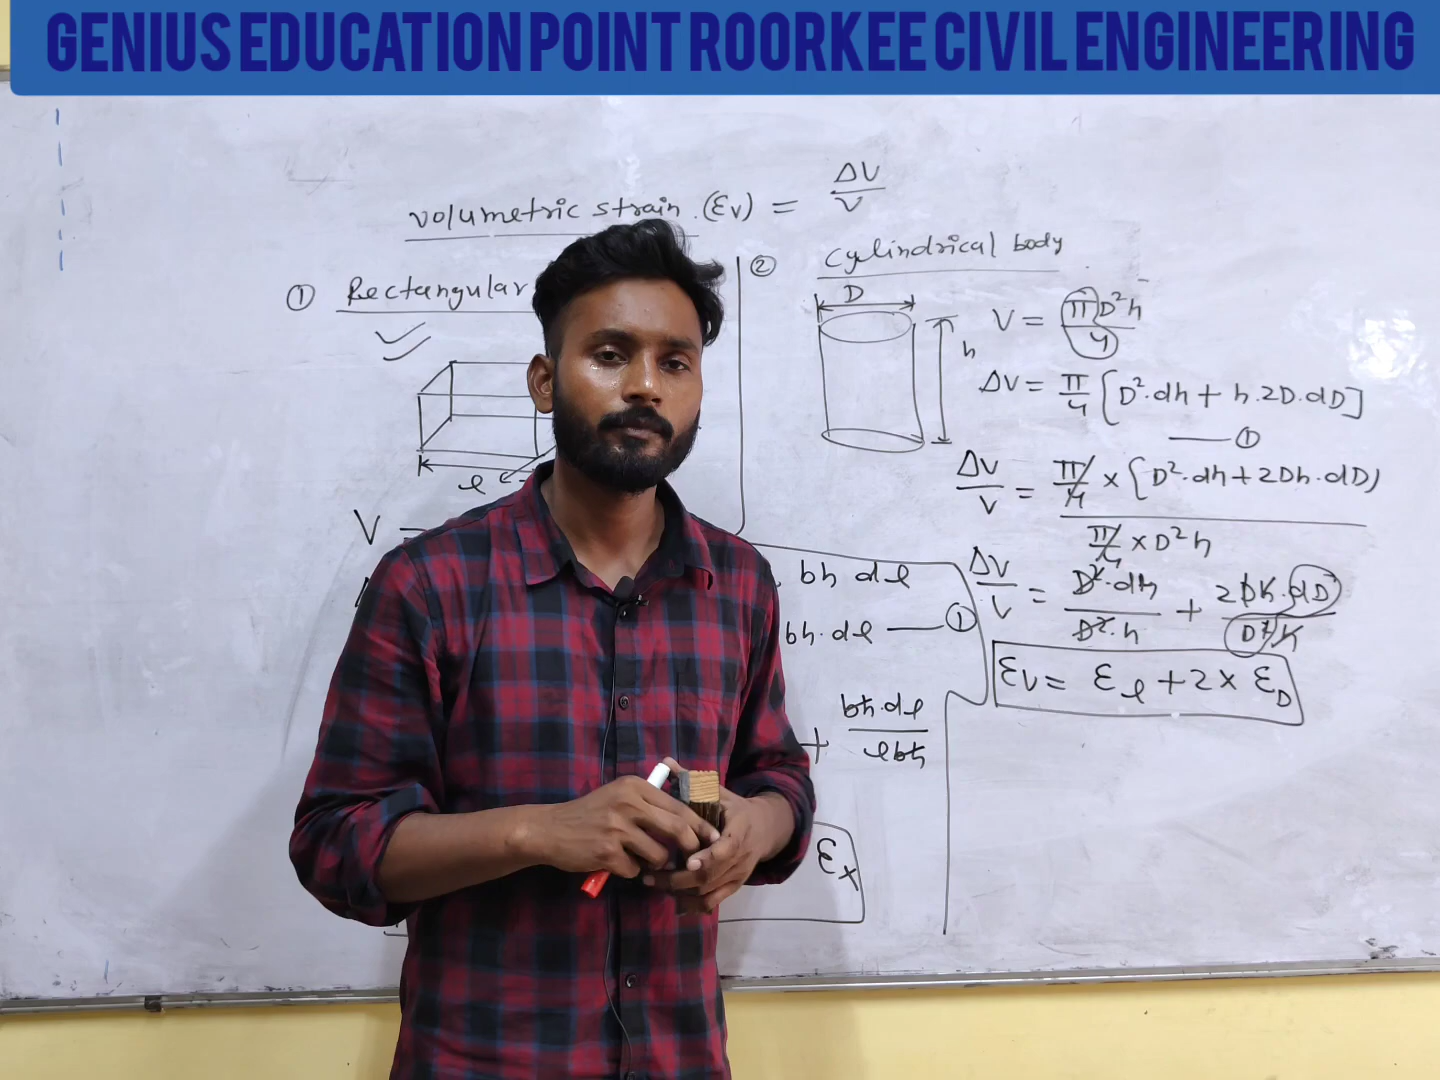 GENIUS EDUCATION POINT ROORKEE CIVIL ENGINEERING
volumetric strain. (εv) = ΔV/V
① Rectangular
l
V =
bh dl
bh. dl —— ①
+ bh.dl / lbh
εx
② Cylindrical body
D
h
V = πD²h / 4
ΔV = π/4 [D².dh + h.2D.dD]
—— ①
ΔV/V = π/4 × (D².dh + 2Dh.dD) / π/4 × D²h
ΔV/V = D².dh / D².h + 2Dh.dD / D²h
εv = εl + 2 × εD